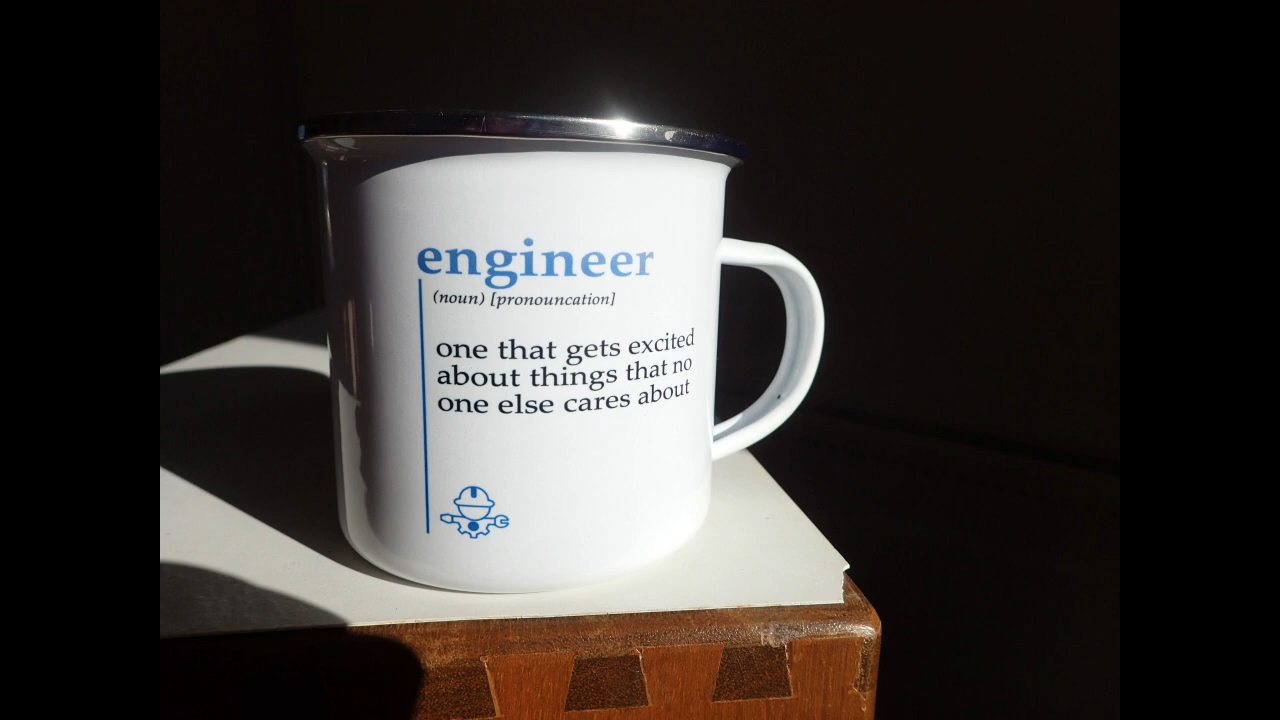 engineer
(noun) [pronouncation]
one that gets excited
about things that no
one else cares about